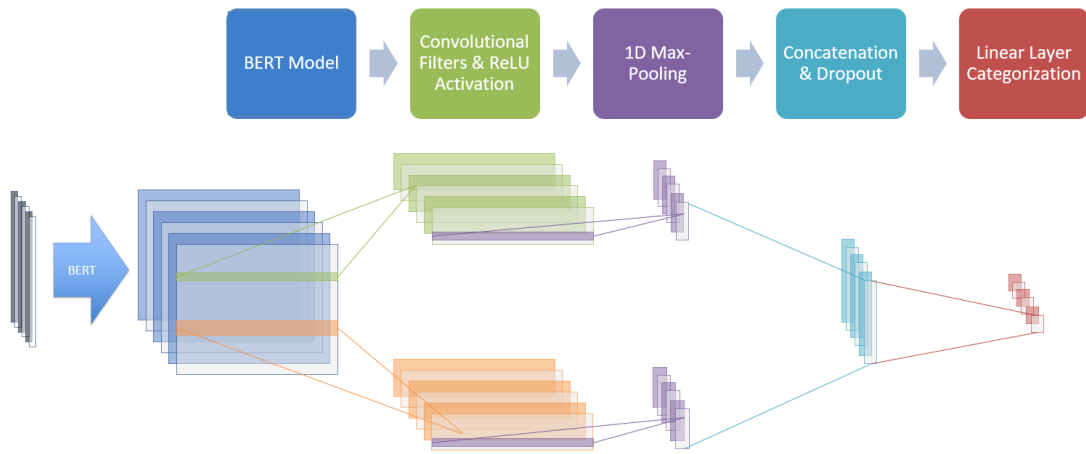 BERT Model
Convolutional
Filters & ReLU
Activation
1D Max-
Pooling
Concatenation
& Dropout
Linear Layer
Categorization
BERT